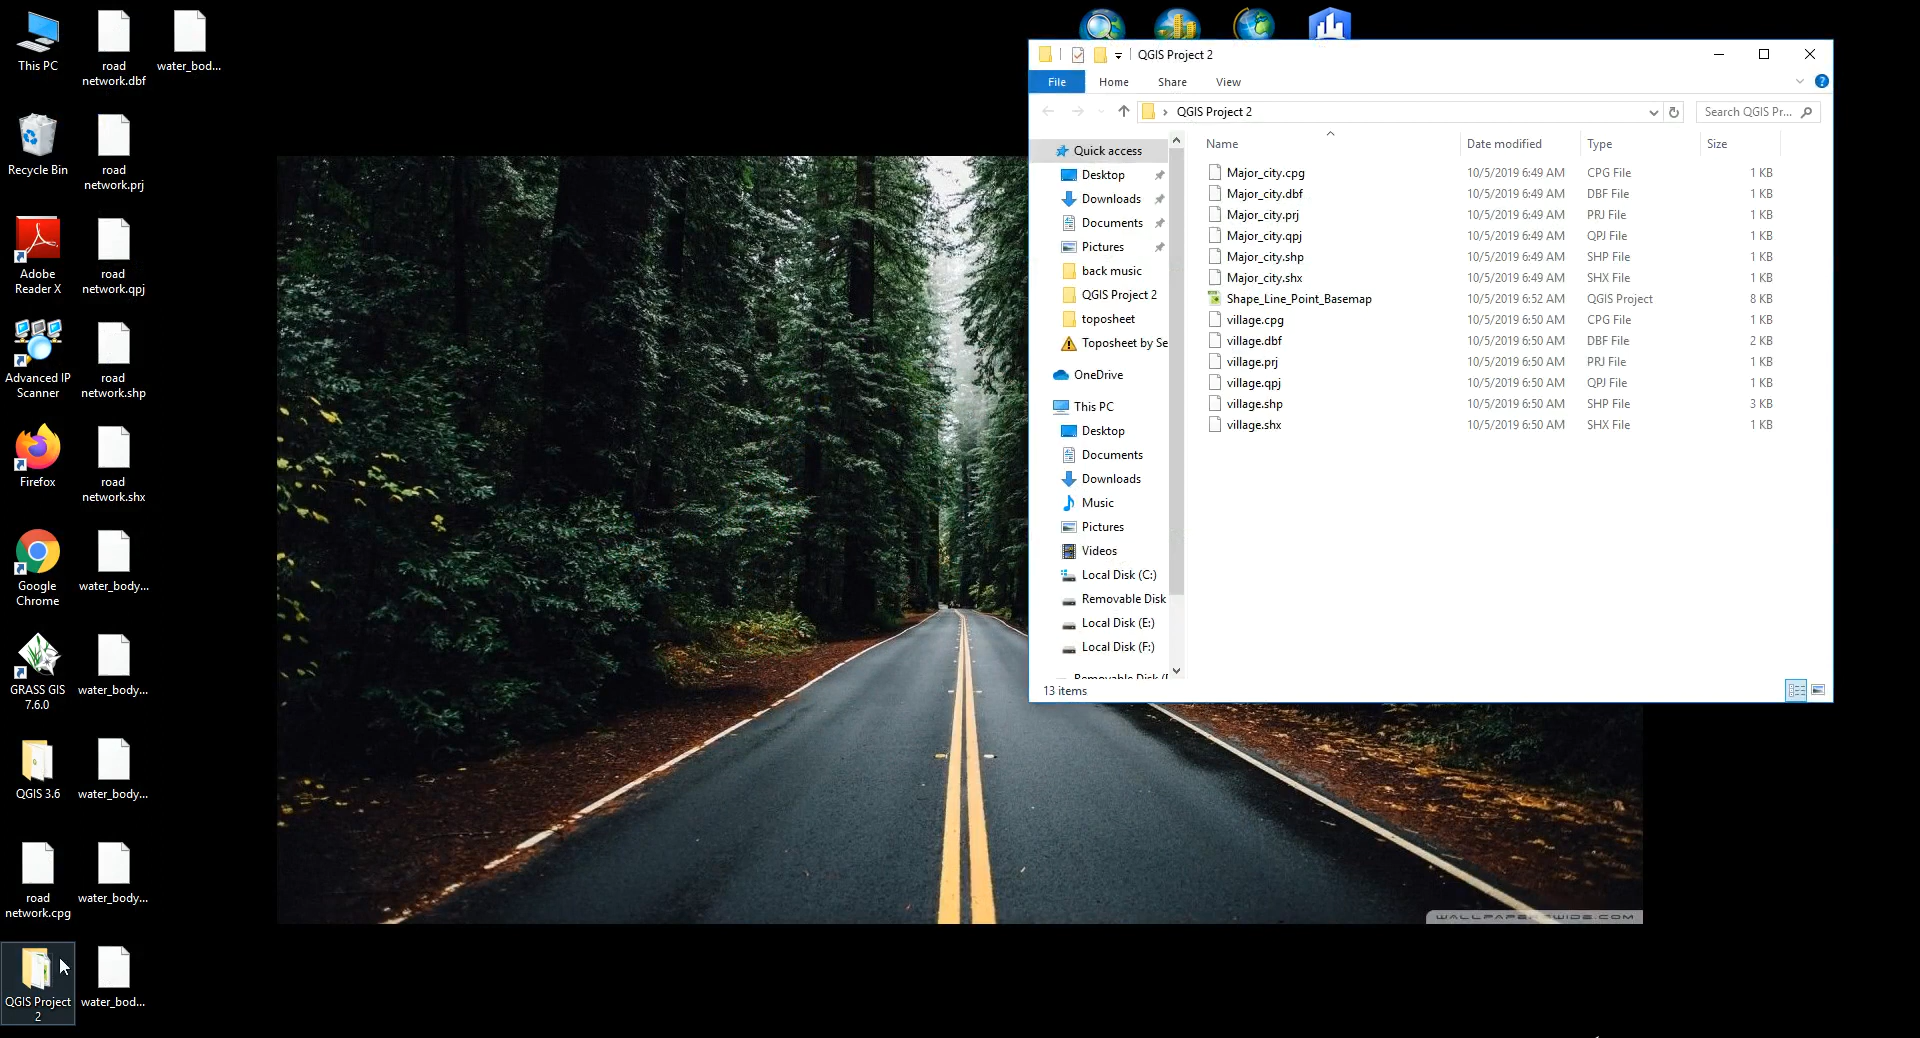 This PC
road
network.dbf
water_bod...
Recycle Bin
road
network.prj
Adobe
Reader X
road
network.qpj
Advanced IP
Scanner
road
network.shp
Firefox
road
network.shx
Google
Chrome
water_body...
GRASS GIS
7.6.0
water_body...
QGIS 3.6
water_body...
road
network.cpg
water_body...
QGIS Project
2
water_bod...
QGIS Project 2
File Home Share View
QGIS Project 2
Search QGIS Pr...
Quick access
Desktop
Downloads
Documents
Pictures
back music
QGIS Project 2
toposheet
Toposheet by Se
OneDrive
This PC
Desktop
Documents
Downloads
Music
Pictures
Videos
Local Disk (C:)
Removable Disk
Local Disk (E:)
Local Disk (F:)
Removable Disk (
Name Date modified Type Size
Major_city.cpg 10/5/2019 6:49 AM CPG File 1 KB
Major_city.dbf 10/5/2019 6:49 AM DBF File 1 KB
Major_city.prj 10/5/2019 6:49 AM PRJ File 1 KB
Major_city.qpj 10/5/2019 6:49 AM QPJ File 1 KB
Major_city.shp 10/5/2019 6:49 AM SHP File 1 KB
Major_city.shx 10/5/2019 6:49 AM SHX File 1 KB
Shape_Line_Point_Basemap 10/5/2019 6:52 AM QGIS Project 8 KB
village.cpg 10/5/2019 6:50 AM CPG File 1 KB
village.dbf 10/5/2019 6:50 AM DBF File 2 KB
village.prj 10/5/2019 6:50 AM PRJ File 1 KB
village.qpj 10/5/2019 6:50 AM QPJ File 1 KB
village.shp 10/5/2019 6:50 AM SHP File 3 KB
village.shx 10/5/2019 6:50 AM SHX File 1 KB
13 items